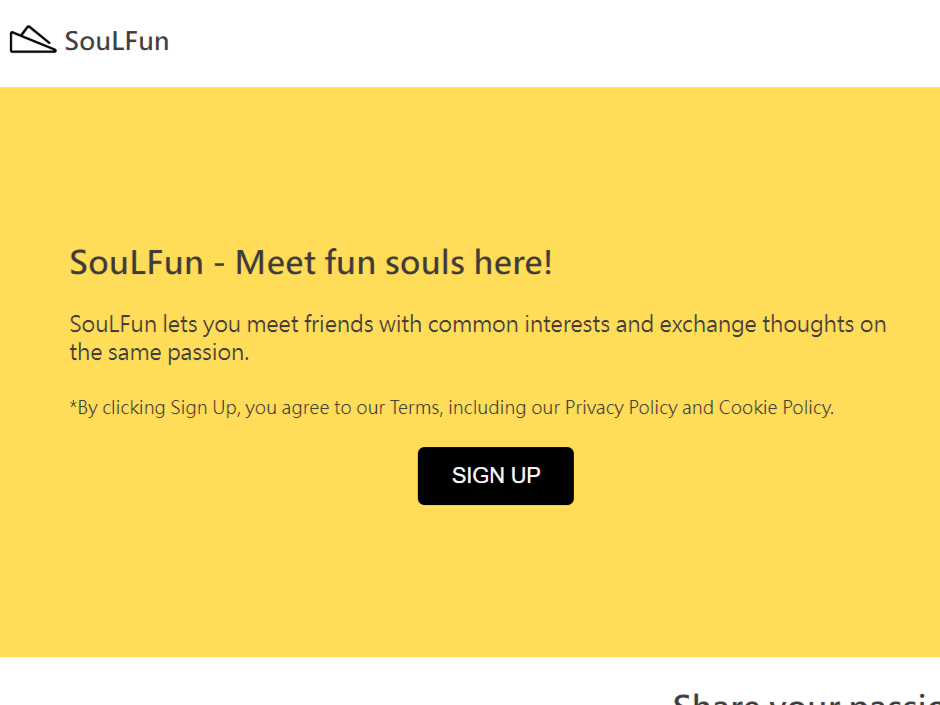 SouLFun
SouLFun - Meet fun souls here!
SouLFun lets you meet friends with common interests and exchange thoughts on
the same passion.
*By clicking Sign Up, you agree to our Terms, including our Privacy Policy and Cookie Policy.
SIGN UP
Share your